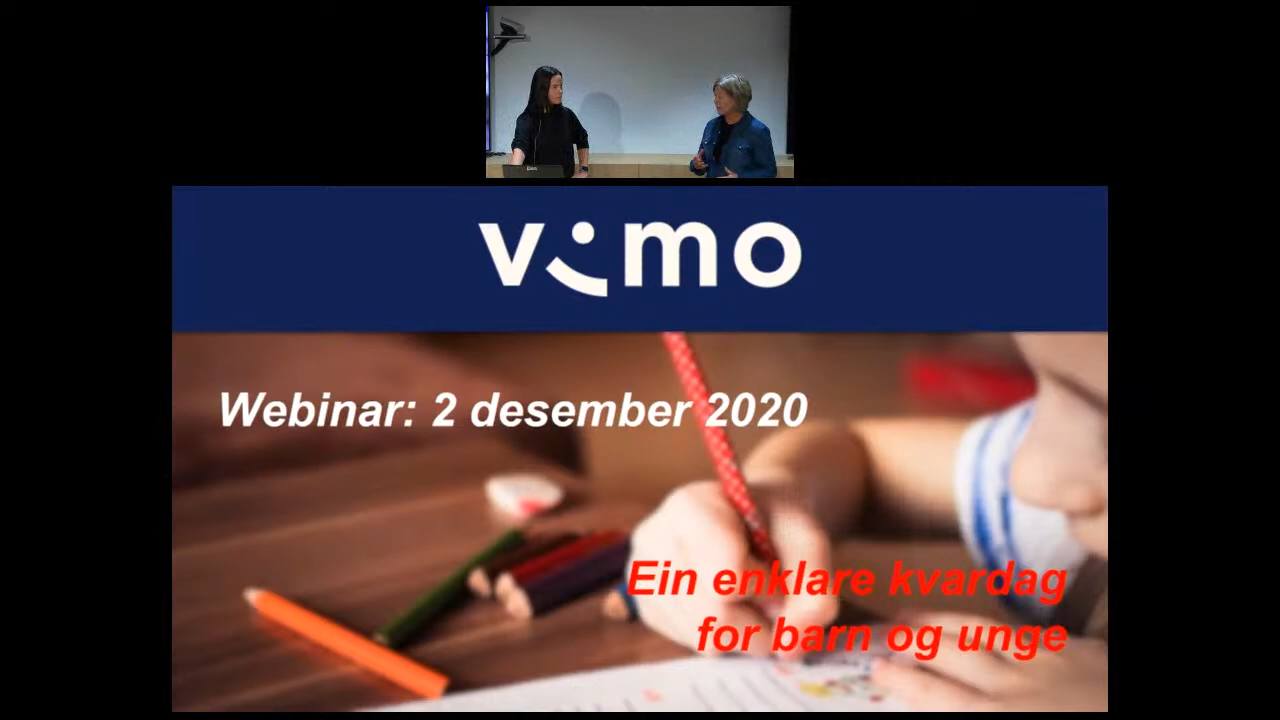 vimo
Webinar: 2 desember 2020
Ein enklare kvardag
for barn og unge